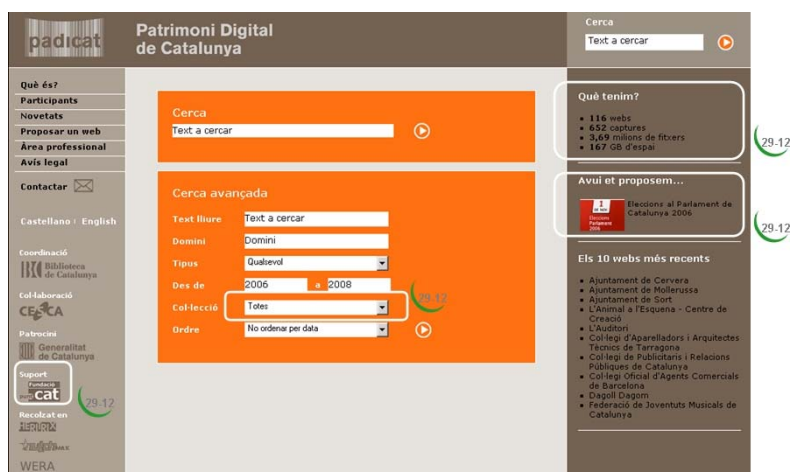 padicat
Patrimoni Digital
de Catalunya
Cerca
Text a cercar
Què és?
Participants
Novetats
Proposar un web
Àrea professional
Avís legal
Contactar
Castellano | English
Coordinació
Biblioteca
de Catalunya
Col·laboració
CESCA
Patrocini
Generalitat
de Catalunya
Suport
Fundació
cat
29-12
Recolzat en
WERA
Cerca
Text a cercar
Cerca avançada
Text lliure Text a cercar
Domini Domini
Tipus Qualsevol
Des de 2006 a 2008
Col·lecció Totes
29-12
Ordre No ordenar per data
Què tenim?
116 webs
652 captures
3,69 milions de fitxers
167 GB d'espai
29-12
Avui et proposem...
1
Eleccions
Parlament
2006
Eleccions al Parlament de
Catalunya 2006
29-12
Els 10 webs més recents
Ajuntament de Cervera
Ajuntament de Mollerussa
Ajuntament de Sort
L'Animal a l'Esquena - Centre de
Creació
L'Auditori
Col·legi d'Aparelladors i Arquitectes
Tècnics de Tarragona
Col·legi de Publicitaris i Relacions
Públiques de Catalunya
Col·legi Oficial d'Agents Comercials
de Barcelona
Dagoll Dagom
Federació de Joventuts Musicals de
Catalunya